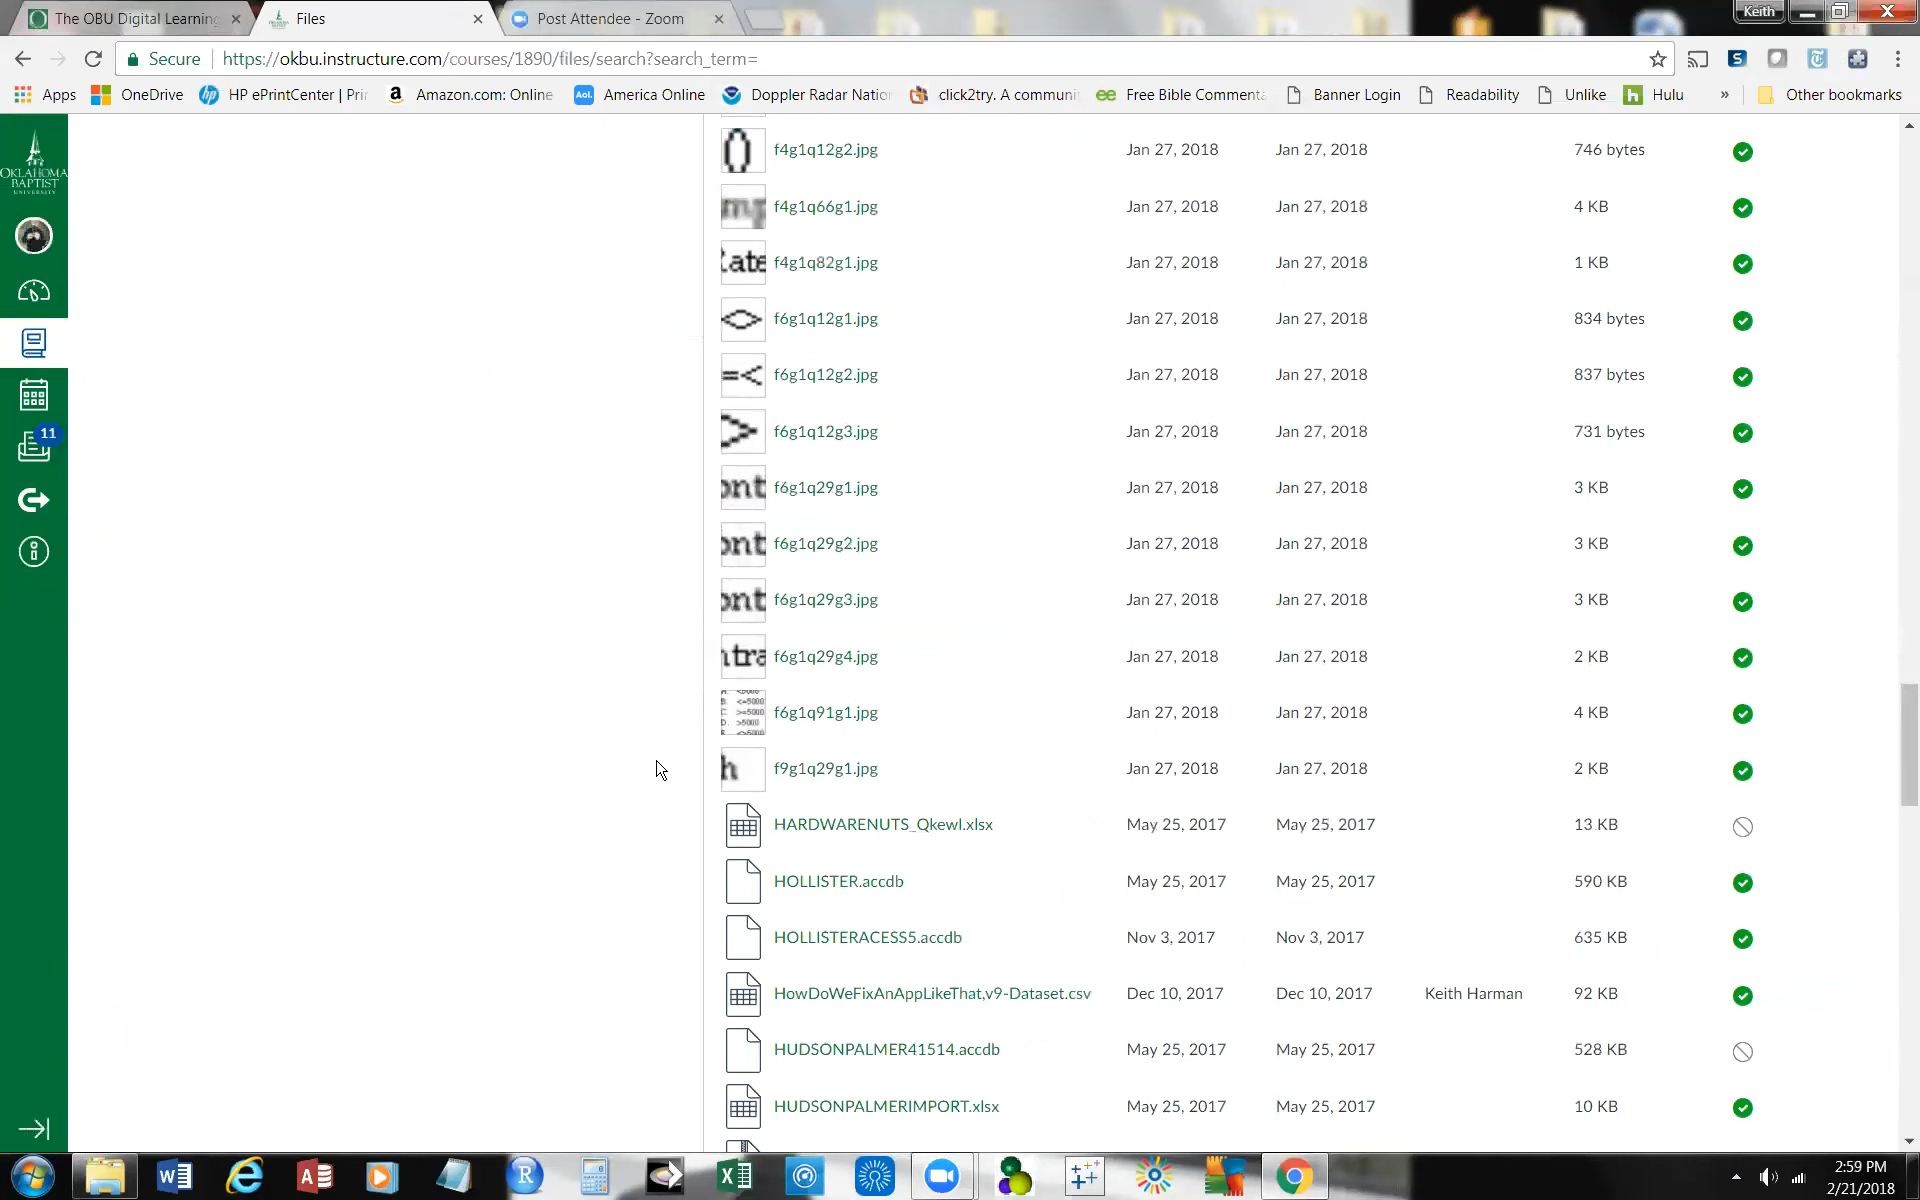 The OBU Digital Learning
Files
Post Attendee - Zoom
Keith
Secure https://okbu.instructure.com/courses/1890/files/search?search_term=
Apps OneDrive HP ePrintCenter | Pri Amazon.com: Online Aol. America Online Doppler Radar Natio click2try. A communi ee Free Bible Commenta Banner Login Readability Unlike h Hulu » Other bookmarks
OKLAHOMA
BAPTIST
UNIVERSITY
11
f4g1q12g2.jpg Jan 27, 2018 Jan 27, 2018 746 bytes
f4g1q66g1.jpg Jan 27, 2018 Jan 27, 2018 4 KB
f4g1q82g1.jpg Jan 27, 2018 Jan 27, 2018 1 KB
f6g1q12g1.jpg Jan 27, 2018 Jan 27, 2018 834 bytes
=< f6g1q12g2.jpg Jan 27, 2018 Jan 27, 2018 837 bytes
> f6g1q12g3.jpg Jan 27, 2018 Jan 27, 2018 731 bytes
ont f6g1q29g1.jpg Jan 27, 2018 Jan 27, 2018 3 KB
ont f6g1q29g2.jpg Jan 27, 2018 Jan 27, 2018 3 KB
ont f6g1q29g3.jpg Jan 27, 2018 Jan 27, 2018 3 KB
ntra f6g1q29g4.jpg Jan 27, 2018 Jan 27, 2018 2 KB
f6g1q91g1.jpg Jan 27, 2018 Jan 27, 2018 4 KB
h f9g1q29g1.jpg Jan 27, 2018 Jan 27, 2018 2 KB
HARDWARENUTS_Qkewl.xlsx May 25, 2017 May 25, 2017 13 KB
HOLLISTER.accdb May 25, 2017 May 25, 2017 590 KB
HOLLISTERACESS5.accdb Nov 3, 2017 Nov 3, 2017 635 KB
HowDoWeFixAnAppLikeThat,v9-Dataset.csv Dec 10, 2017 Dec 10, 2017 Keith Harman 92 KB
HUDSONPALMER41514.accdb May 25, 2017 May 25, 2017 528 KB
HUDSONPALMERIMPORT.xlsx May 25, 2017 May 25, 2017 10 KB
2:59 PM
2/21/2018